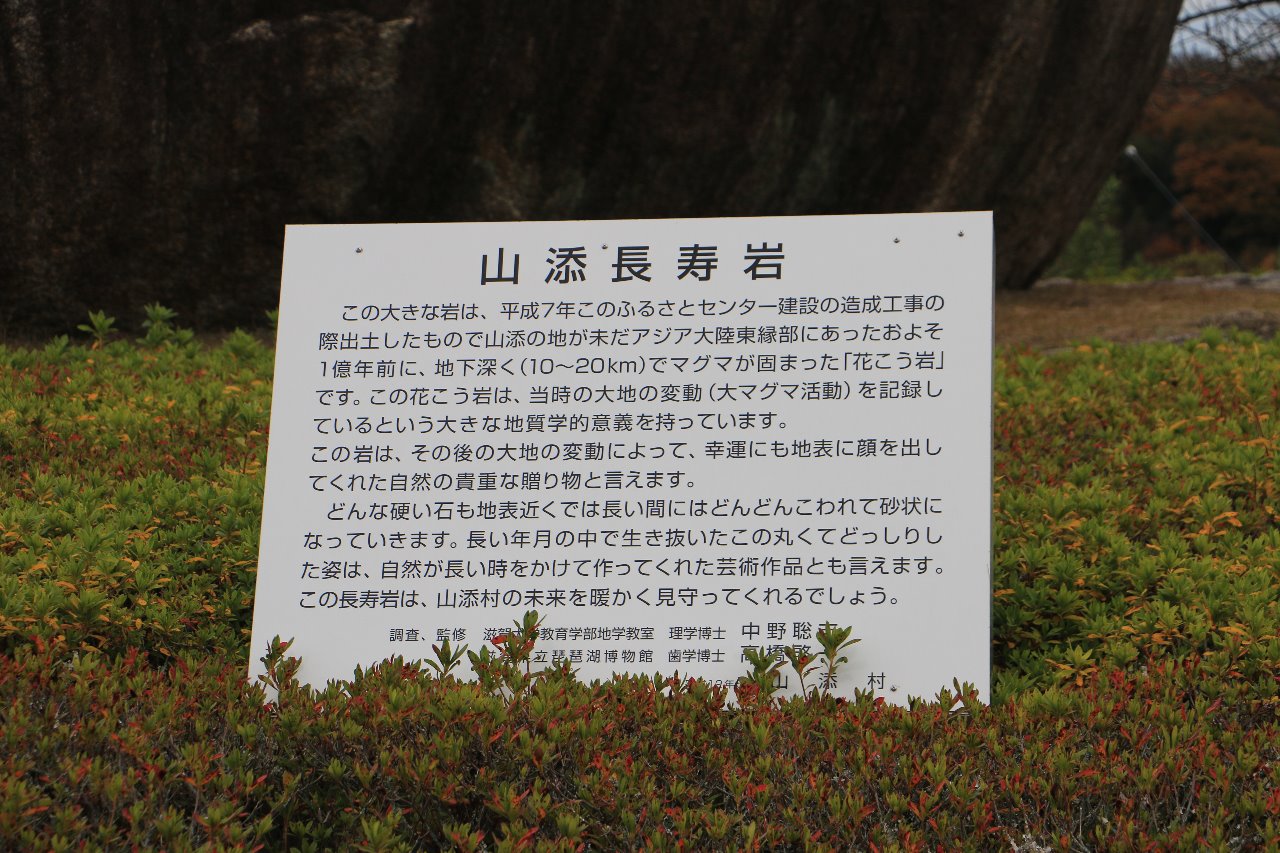 山添長寿岩
この大きな岩は、平成7年このふるさとセンター建設の造成工事の
際出土したもので山添の地が未だアジア大陸東縁部にあったおよそ
1億年前に、地下深く(10～20km)でマグマが固まった「花こう岩」
です。この花こう岩は、当時の大地の変動(大マグマ活動)を記録し
ているという大きな地質学的意義を持っています。
この岩は、その後の大地の変動によって、幸運にも地表に顔を出し
てくれた自然の貴重な贈り物と言えます。
どんな硬い石も地表近くでは長い間にはどんどんこわれて砂状に
なっていきます。長い年月の中で生き抜いたこの丸くてどっしりし
た姿は、自然が長い時をかけて作ってくれた芸術作品とも言えます。
この長寿岩は、山添村の未来を暖かく見守ってくれるでしょう。
調査、監修 滋賀大学教育学部地学教室 理学博士 中野聡
立琵琶湖博物館 歯学博士 高橋啓一
山添村